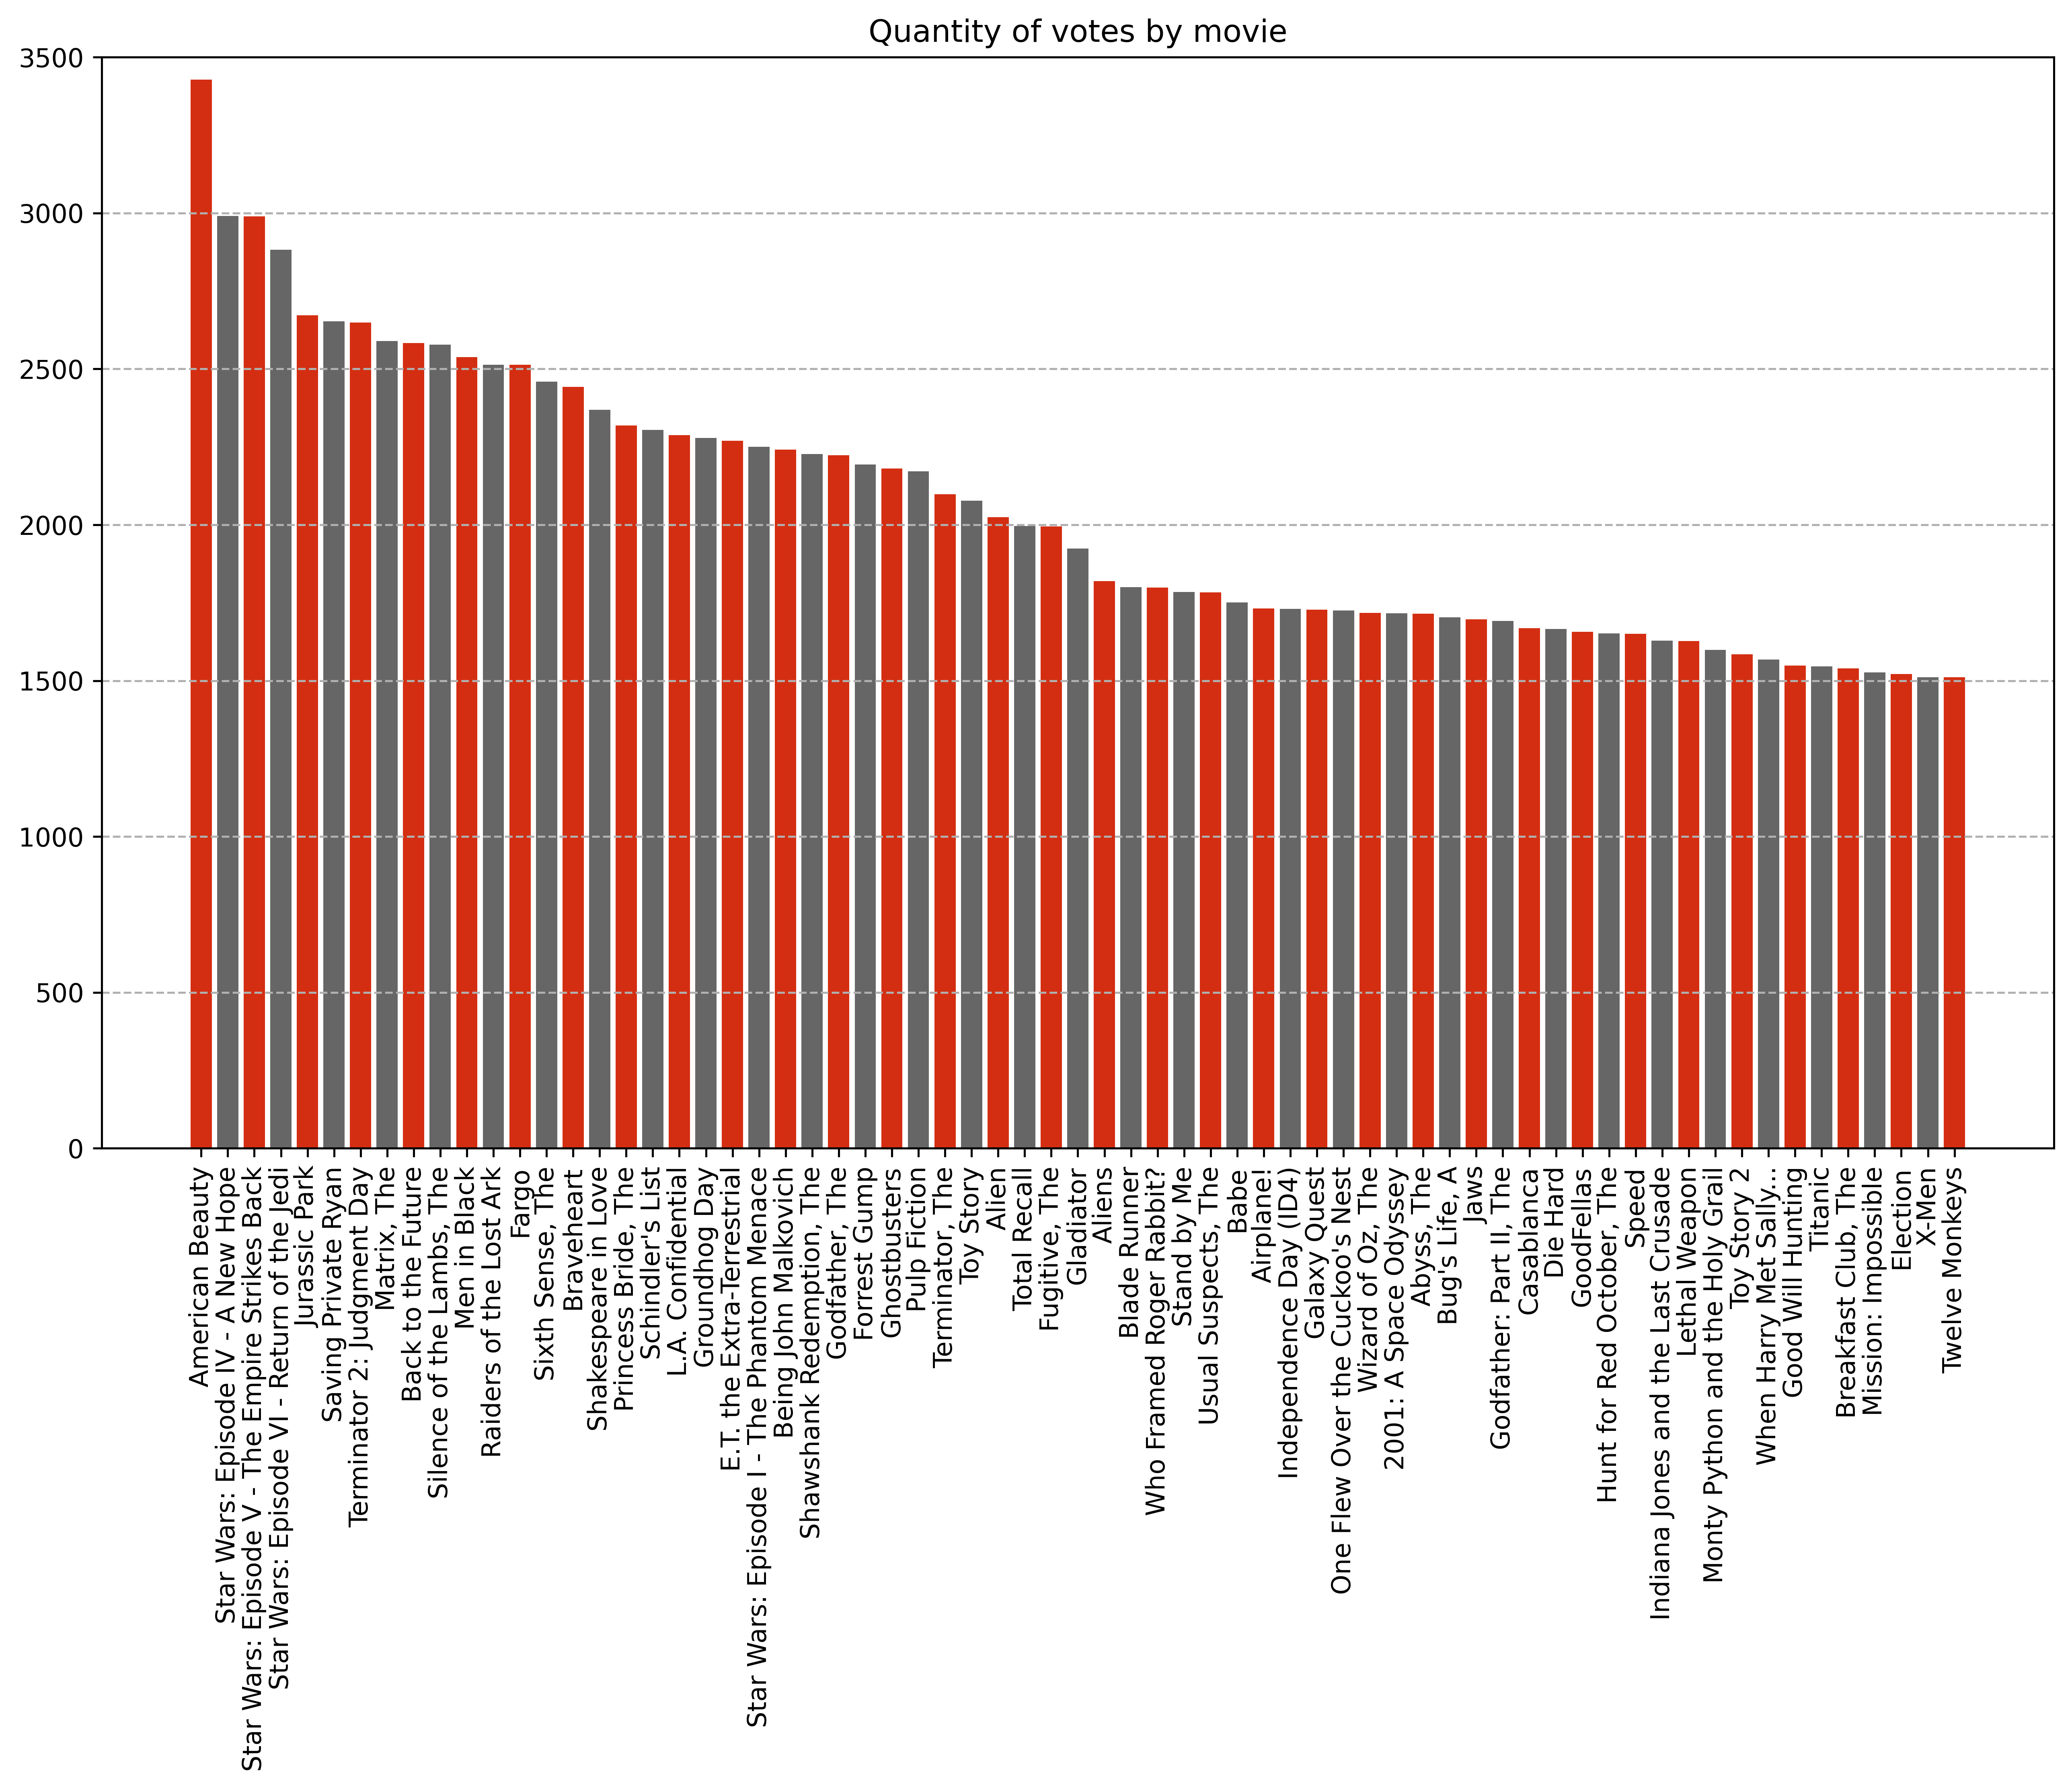 Quantity of votes by movie
3500
3000
2500
2000
1500
1000
500
0
American Beauty
Star Wars: Episode IV - A New Hope
Star Wars: Episode V - The Empire Strikes Back
Star Wars: Episode VI - Return of the Jedi
Jurassic Park
Saving Private Ryan
Terminator 2: Judgment Day
Matrix, The
Back to the Future
Silence of the Lambs, The
Men in Black
Raiders of the Lost Ark
Fargo
Sixth Sense, The
Braveheart
Shakespeare in Love
Princess Bride, The
Schindler's List
L.A. Confidential
Groundhog Day
E.T. the Extra-Terrestrial
Star Wars: Episode I - The Phantom Menace
Being John Malkovich
Shawshank Redemption, The
Godfather, The
Forrest Gump
Ghostbusters
Pulp Fiction
Terminator, The
Toy Story
Alien
Total Recall
Fugitive, The
Gladiator
Aliens
Blade Runner
Who Framed Roger Rabbit?
Stand by Me
Usual Suspects, The
Babe
Airplane!
Independence Day (ID4)
Galaxy Quest
One Flew Over the Cuckoo's Nest
Wizard of Oz, The
2001: A Space Odyssey
Abyss, The
Bug's Life, A
Jaws
Godfather: Part II, The
Casablanca
Die Hard
GoodFellas
Hunt for Red October, The
Speed
Indiana Jones and the Last Crusade
Lethal Weapon
Monty Python and the Holy Grail
Toy Story 2
When Harry Met Sally...
Good Will Hunting
Titanic
Breakfast Club, The
Mission: Impossible
Election
X-Men
Twelve Monkeys